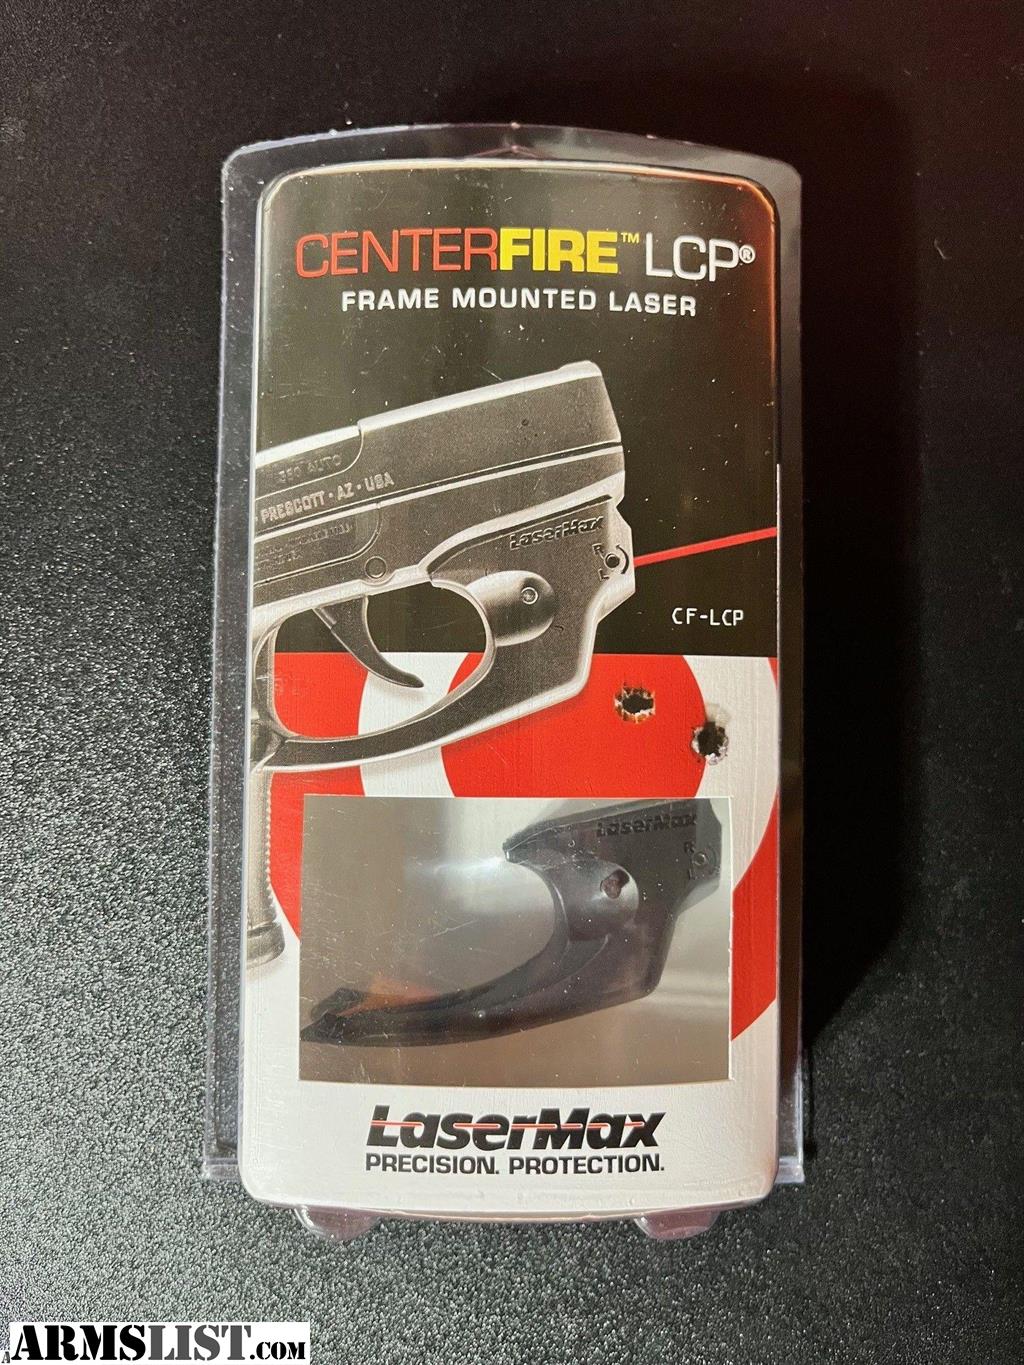 CENTERFIRE™ LCP®
FRAME MOUNTED LASER
380 AUTO
PRESCOTT • AZ • USA
LaserMax
R
L
CF-LCP
LaserMax
R
L
LaserMax
PRECISION. PROTECTION.
ARMSLIST.COM